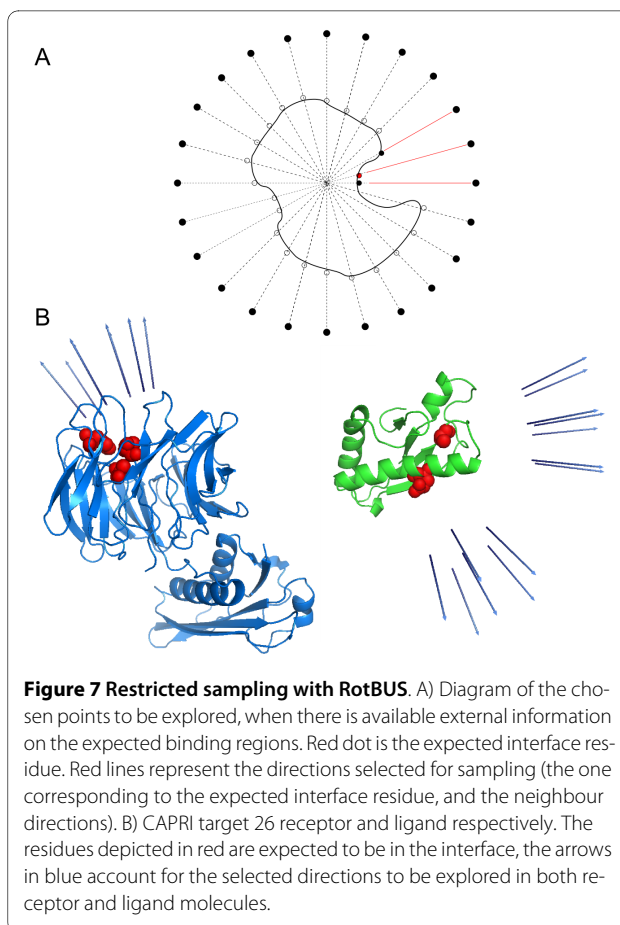 A
B
Figure 7 Restricted sampling with RotBUS. A) Diagram of the cho-
sen points to be explored, when there is available external information
on the expected binding regions. Red dot is the expected interface res-
idue. Red lines represent the directions selected for sampling (the one
corresponding to the expected interface residue, and the neighbour
directions). B) CAPRI target 26 receptor and ligand respectively. The
residues depicted in red are expected to be in the interface, the arrows
in blue account for the selected directions to be explored in both re-
ceptor and ligand molecules.